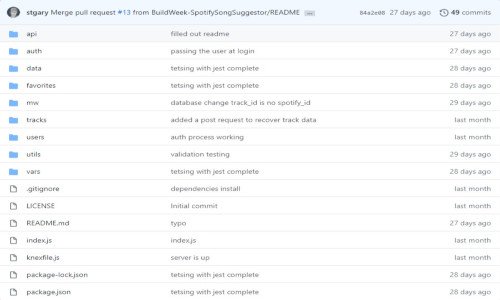 stgary Merge pull request #13 from BuildWeek-SpotifySongSuggestor/README ... 84a2e08 27 days ago 49 commits
api filled out readme 27 days ago
auth passing the user at login 27 days ago
data tetsing with jest complete 28 days ago
favorites tetsing with jest complete 28 days ago
mw database change track_id is no spotify_id 29 days ago
tracks added a post request to recover track data last month
users auth process working last month
utils validation testing 29 days ago
vars tetsing with jest complete 28 days ago
.gitignore dependencies install last month
LICENSE Initial commit last month
README.md typo 27 days ago
index.js index.js last month
knexfile.js server is up last month
package-lock.json tetsing with jest complete 28 days ago
package.json tetsing with jest complete 28 days ago